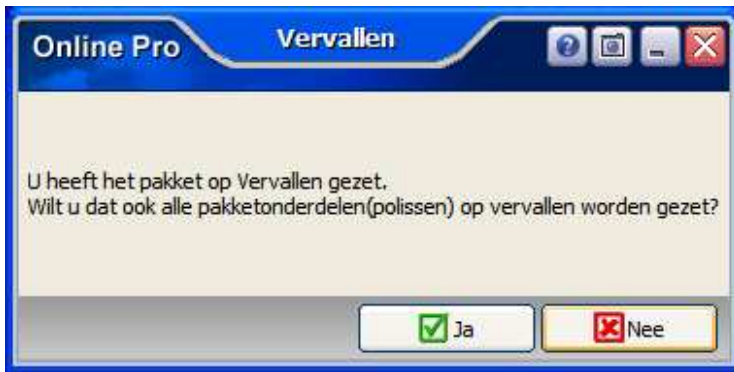 Online Pro
Vervallen
U heeft het pakket op Vervallen gezet.
Wilt u dat ook alle pakketonderdelen(polissen) op vervallen worden gezet?
Ja
Nee